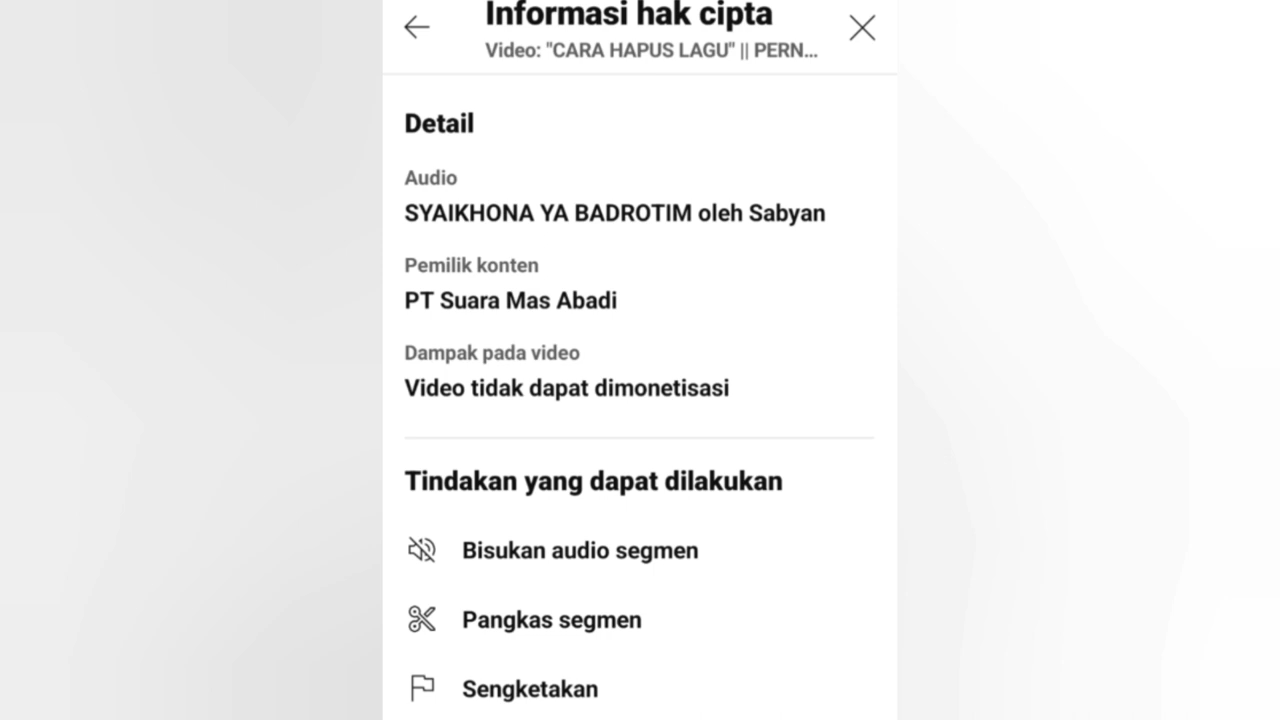 Informasi hak cipta
Video: "CARA HAPUS LAGU" || PERN...
Detail
Audio
SYAIKHONA YA BADROTIM oleh Sabyan
Pemilik konten
PT Suara Mas Abadi
Dampak pada video
Video tidak dapat dimonetisasi
Tindakan yang dapat dilakukan
Bisukan audio segmen
Pangkas segmen
Sengketakan